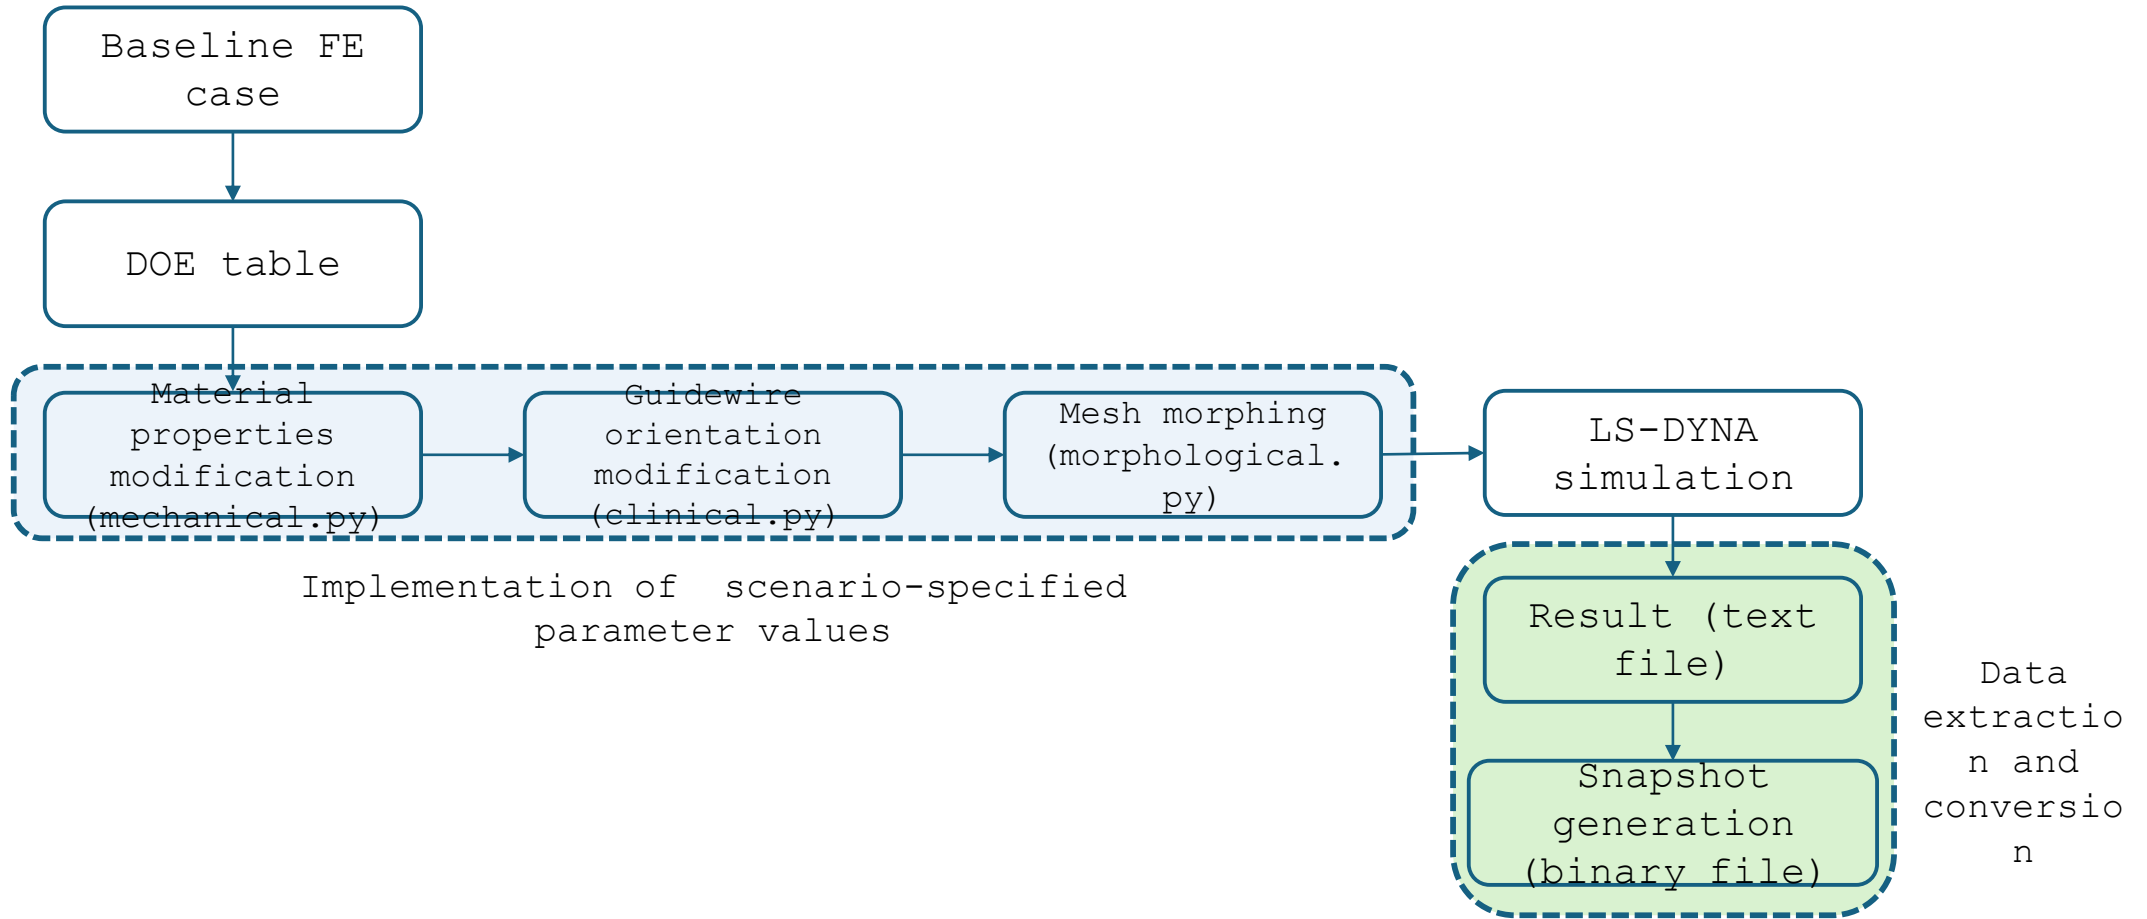 Baseline FE
case
DOE table
Material
properties
modification
(mechanical.py)
Guidewire
orientation
modification
(clinical.py)
Mesh morphing
(morphological.
py)
LS-DYNA
simulation
Implementation of  scenario-specified
parameter values
Result (text
file)
Snapshot
generation
(binary file)
Data
extractio
n and
conversio
n